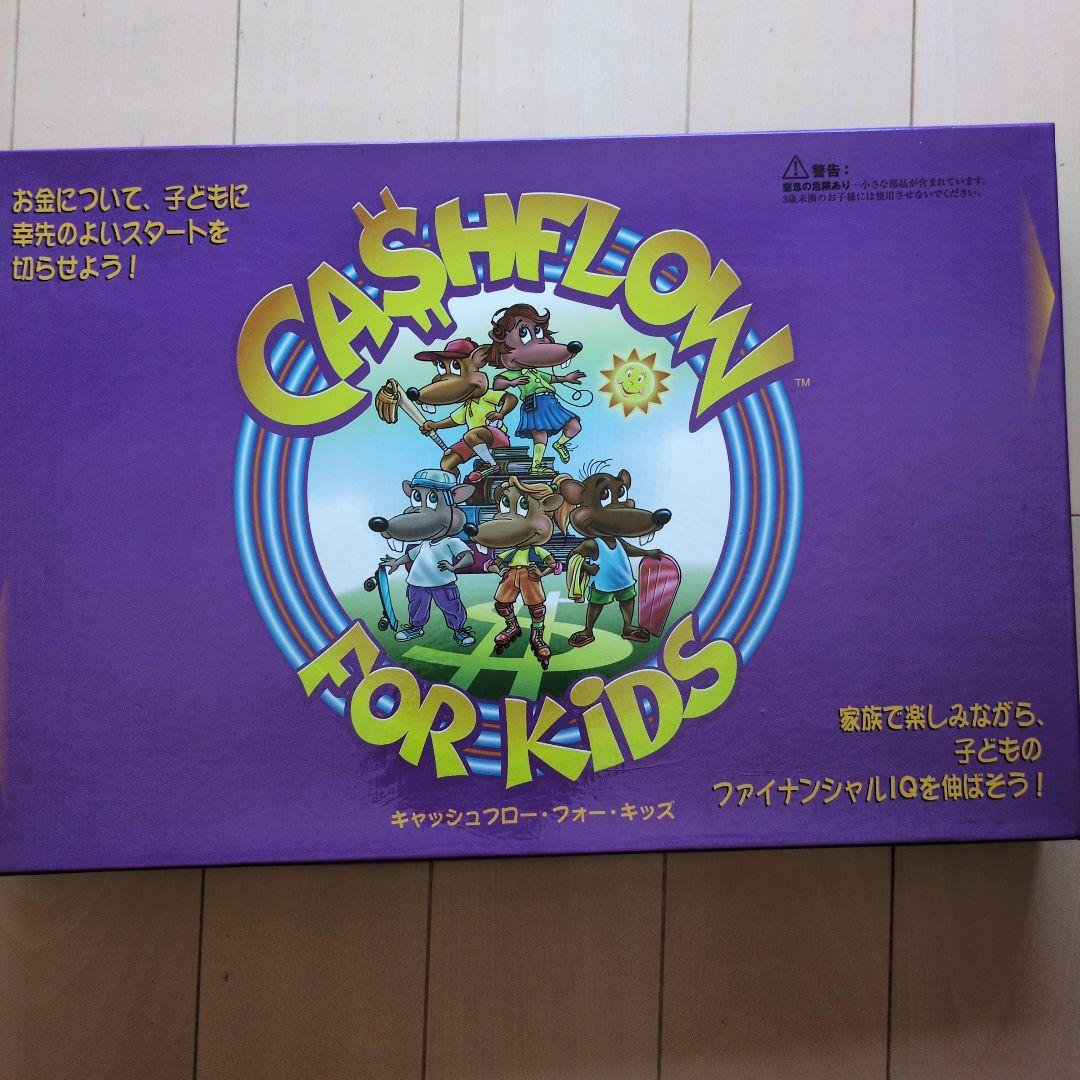 お金について、子どもに
幸先のよいスタートを
切らせよう！
警告：
窒息の危険あり…小さな部品が含まれています。
3歳未満のお子様には使用させないでください。
CA$HFLOW
TM
FOR KiDS
キャッシュフロー・フォー・キッズ
家族で楽しみながら、
子どもの
ファイナンシャルIQを伸ばそう！